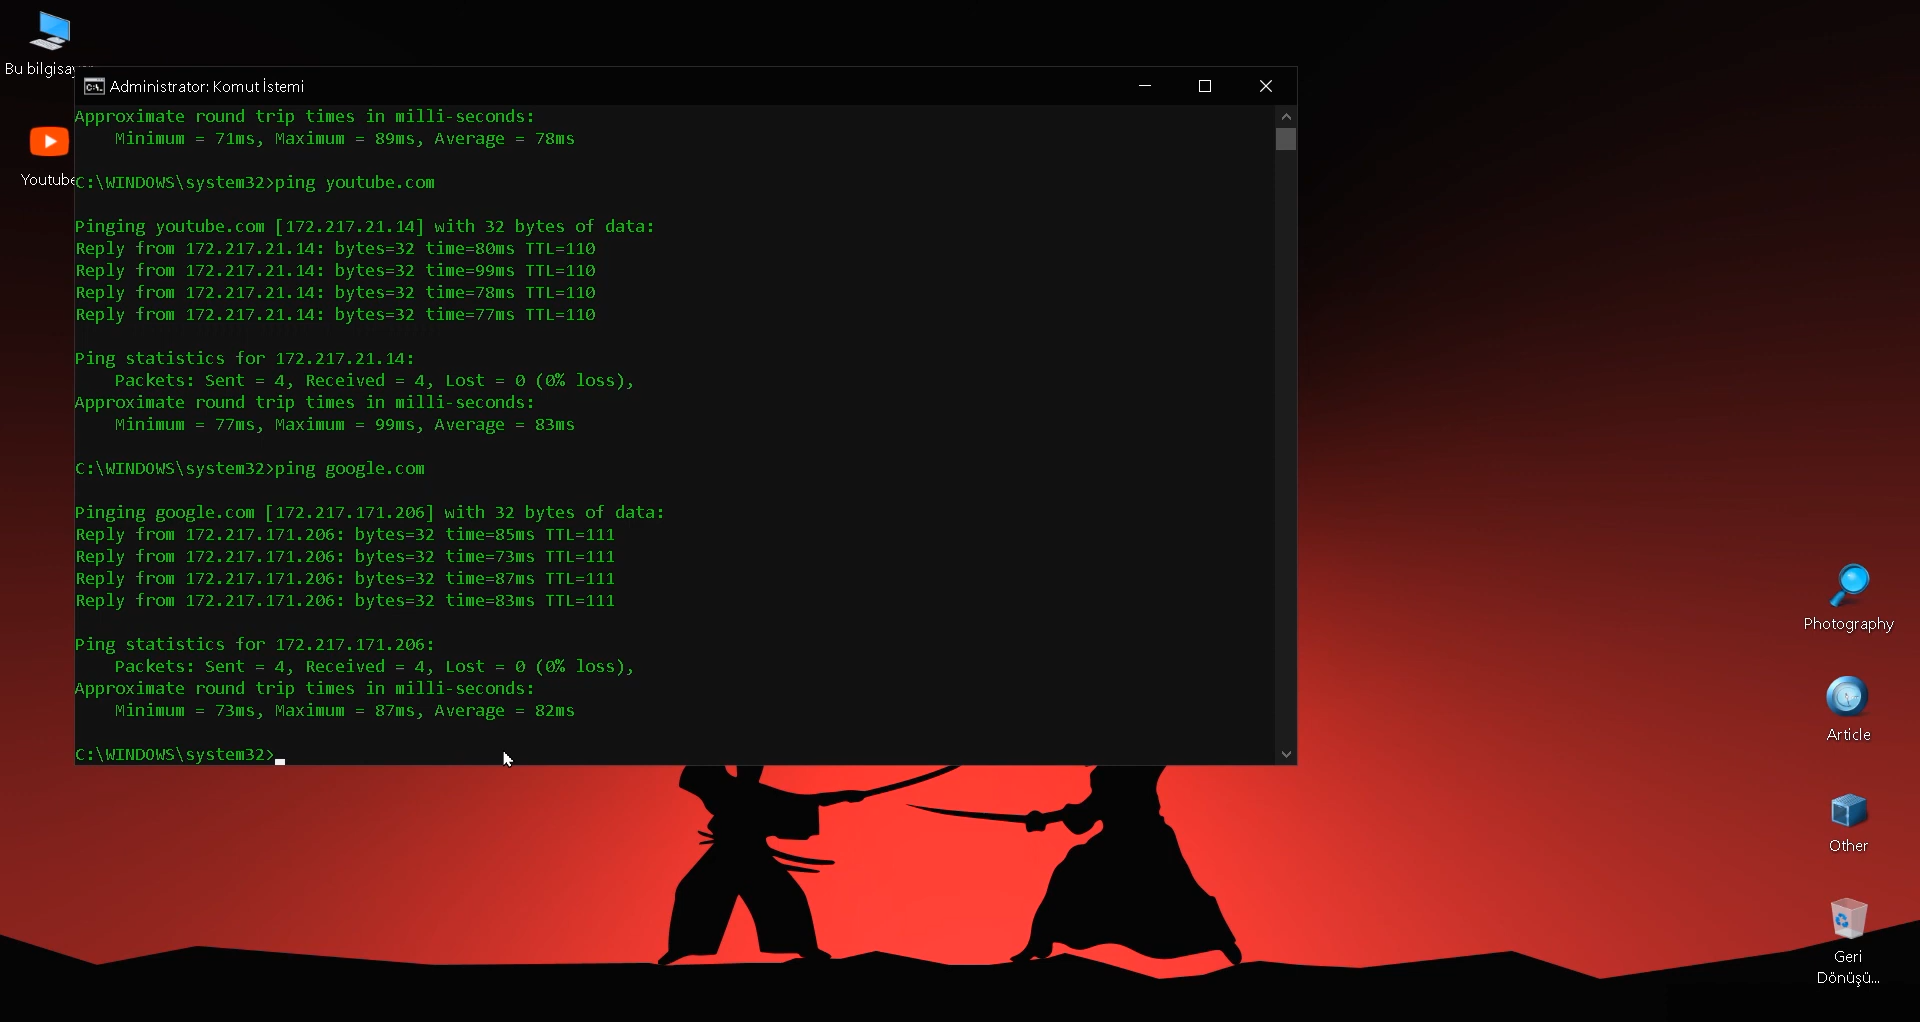 Bu bilgisayar
Youtube
Administrator: Komut İstemi
Approximate round trip times in milli-seconds:
    Minimum = 71ms, Maximum = 89ms, Average = 78ms
C:\WINDOWS\system32>ping youtube.com
Pinging youtube.com [172.217.21.14] with 32 bytes of data:
Reply from 172.217.21.14: bytes=32 time=80ms TTL=110
Reply from 172.217.21.14: bytes=32 time=99ms TTL=110
Reply from 172.217.21.14: bytes=32 time=78ms TTL=110
Reply from 172.217.21.14: bytes=32 time=77ms TTL=110
Ping statistics for 172.217.21.14:
    Packets: Sent = 4, Received = 4, Lost = 0 (0% loss),
Approximate round trip times in milli-seconds:
    Minimum = 77ms, Maximum = 99ms, Average = 83ms
C:\WINDOWS\system32>ping google.com
Pinging google.com [172.217.171.206] with 32 bytes of data:
Reply from 172.217.171.206: bytes=32 time=85ms TTL=111
Reply from 172.217.171.206: bytes=32 time=73ms TTL=111
Reply from 172.217.171.206: bytes=32 time=87ms TTL=111
Reply from 172.217.171.206: bytes=32 time=83ms TTL=111
Ping statistics for 172.217.171.206:
    Packets: Sent = 4, Received = 4, Lost = 0 (0% loss),
Approximate round trip times in milli-seconds:
    Minimum = 73ms, Maximum = 87ms, Average = 82ms
C:\WINDOWS\system32>
Photography
Article
Other
Geri
Dönüşü...